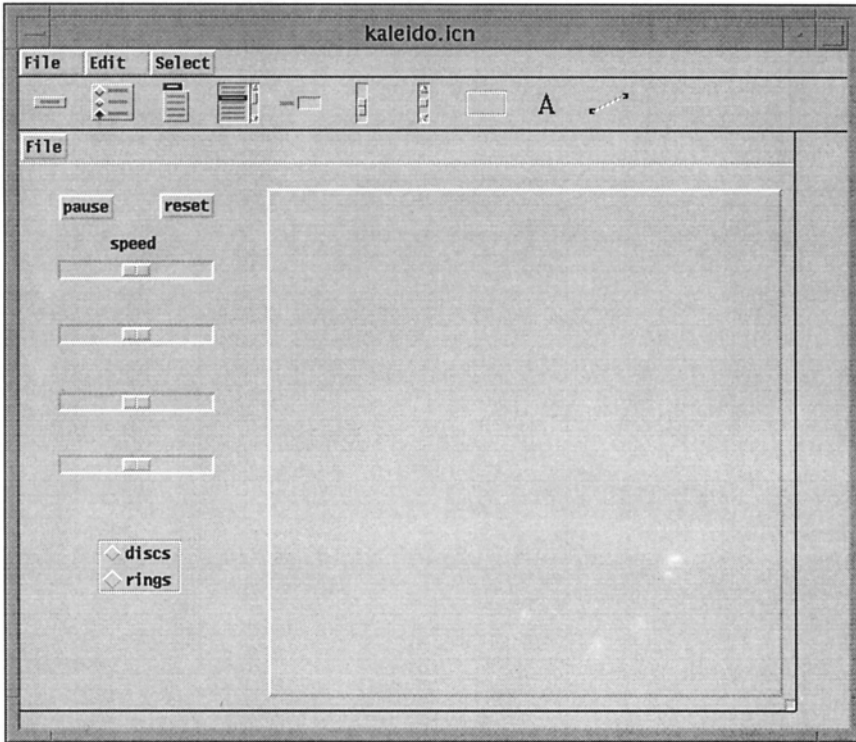 kaleido.icn
File Edit Select
A
File
pause reset
speed
discs
rings